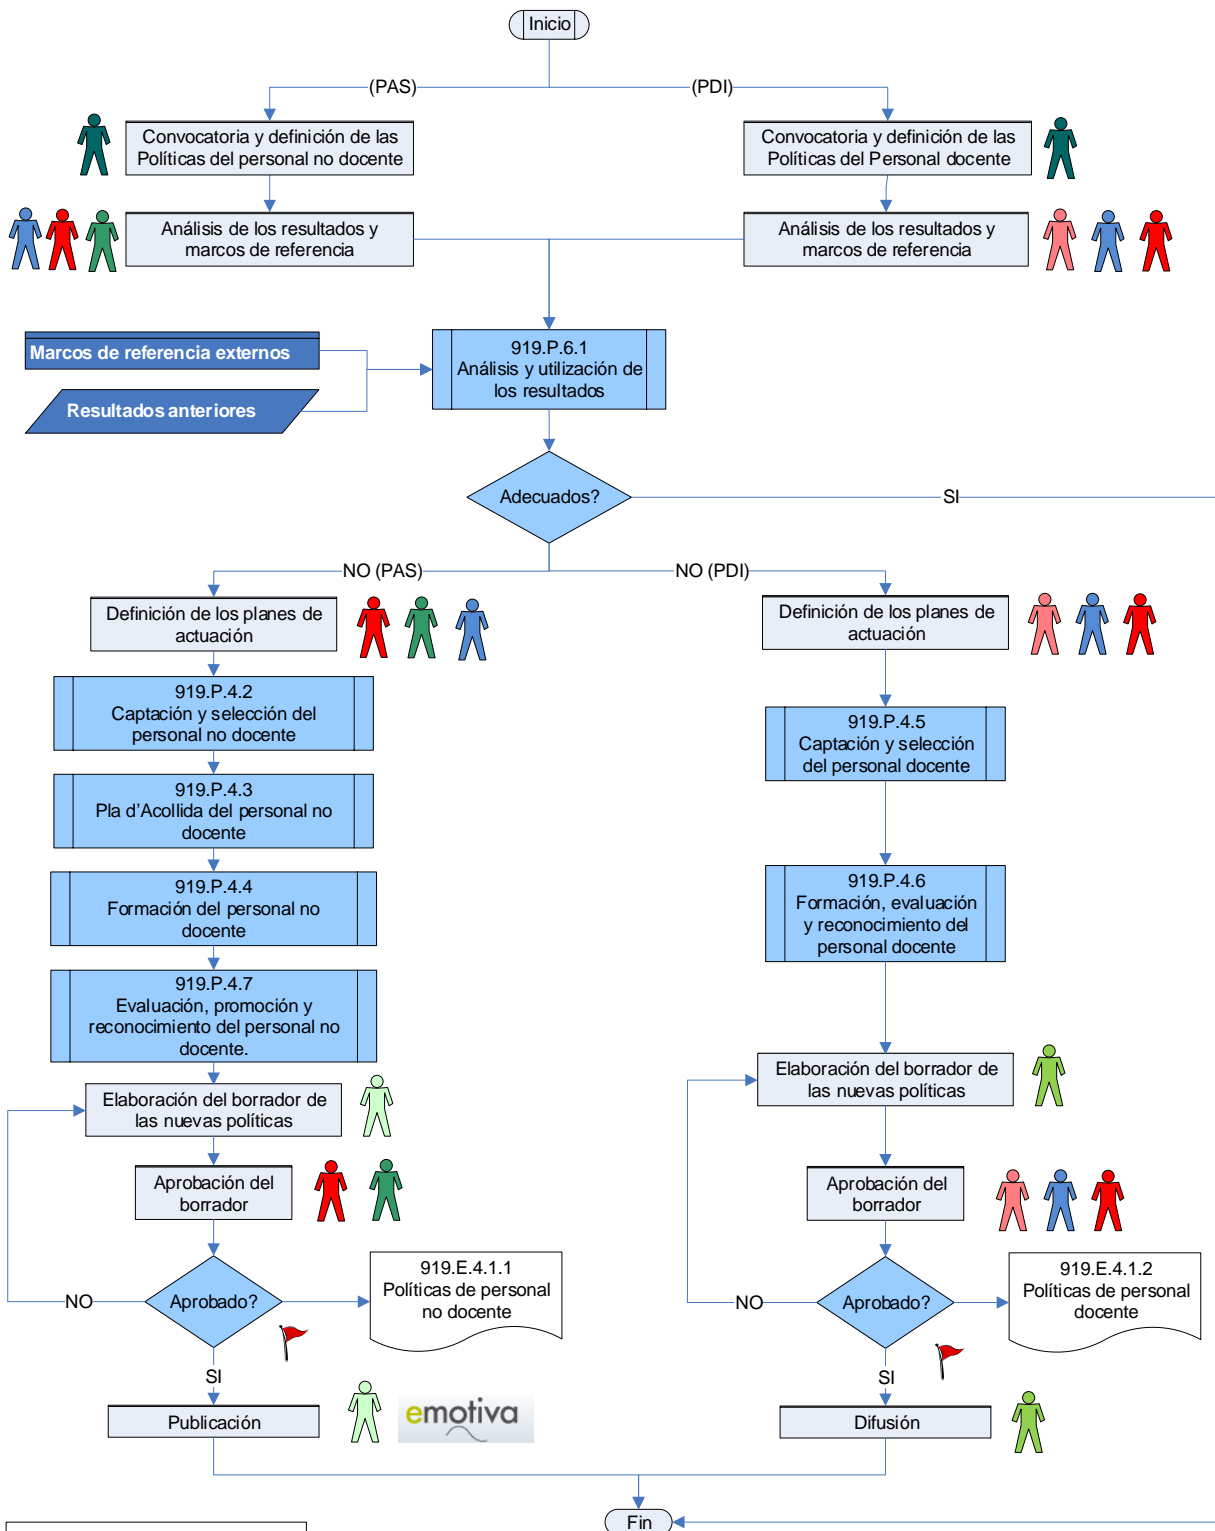 Inicio
(PAS)
(PDI)
Convocatoria y definición de las
Políticas del personal no docente
Convocatoria y definición de las
Políticas del Personal docente
Análisis de los resultados y
marcos de referencia
Análisis de los resultados y
marcos de referencia
Marcos de referencia externos
Resultados anteriores
919.P.6.1
Análisis y utilización de
los resultados
Adecuados?
SI
NO (PAS)
NO (PDI)
Definición de los planes de
actuación
Definición de los planes de
actuación
919.P.4.2
Captación y selección del
personal no docente
919.P.4.5
Captación y selección
del personal docente
919.P.4.3
Pla d'Acollida del personal no
docente
919.P.4.4
Formación del personal no
docente
919.P.4.6
Formación, evaluación
y reconocimiento del
personal docente
919.P.4.7
Evaluación, promoción y
reconocimiento del personal no
docente.
Elaboración del borrador de
las nuevas políticas
Elaboración del borrador de
las nuevas políticas
Aprobación del
borrador
Aprobación del
borrador
NO
Aprobado?
919.E.4.1.1
Políticas de personal
no docente
NO
Aprobado?
919.E.4.1.2
Políticas de personal
docente
SI
SI
Publicación
emotiva
Difusión
Fin